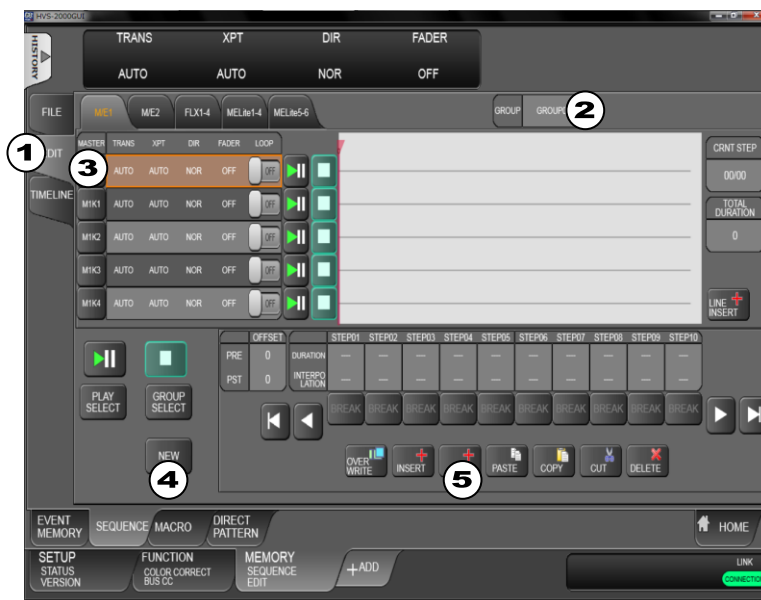 HVS-2000GUI
HISTORY
TRANS XPT DIR FADER
AUTO AUTO NOR OFF
FILE M/E1 M/E2 FLX1-4 MELite1-4 MELite5-6 GROUP 2
1 DIT
MASTER TRANS XPT DIR FADER LOOP
3 AUTO AUTO NOR OFF OFF
CRNT STEP
00/00
TIMELINE
M1K1 AUTO AUTO NOR OFF OFF
TOTAL
DURATION
0
M1K2 AUTO AUTO NOR OFF OFF
M1K3 AUTO AUTO NOR OFF OFF
M1K4 AUTO AUTO NOR OFF OFF
LINE
INSERT
OFFSET STEP01 STEP02 STEP03 STEP04 STEP05 STEP06 STEP07 STEP08 STEP09 STEP10
PRE 0 DURATION — — — — — — — — — —
PST 0 INTERPO
LATION — — — — — — — — — —
PLAY
SELECT
GROUP
SELECT
BREAK BREAK BREAK BREAK BREAK BREAK BREAK BREAK BREAK BREAK
NEW
4
OVER
WRITE
INSERT 5 PASTE COPY CUT DELETE
EVENT
MEMORY
SEQUENCE MACRO
DIRECT
PATTERN
HOME
SETUP
STATUS
VERSION
FUNCTION
COLOR CORRECT
BUS CC
MEMORY
SEQUENCE
EDIT
+ADD
LINK